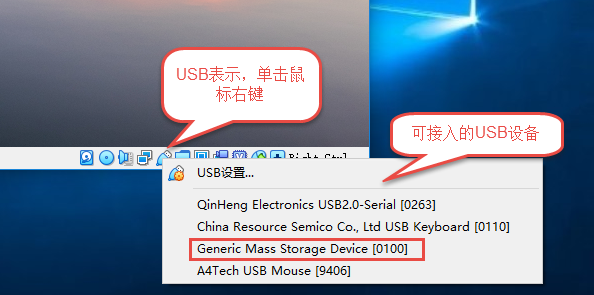 USB表示，单击鼠
标右键
可接入的USB设备
Right Ctrl
USB设置...
QinHeng Electronics USB2.0-Serial [0263]
China Resource Semico Co., Ltd USB Keyboard [0110]
Generic Mass Storage Device [0100]
A4Tech USB Mouse [9406]